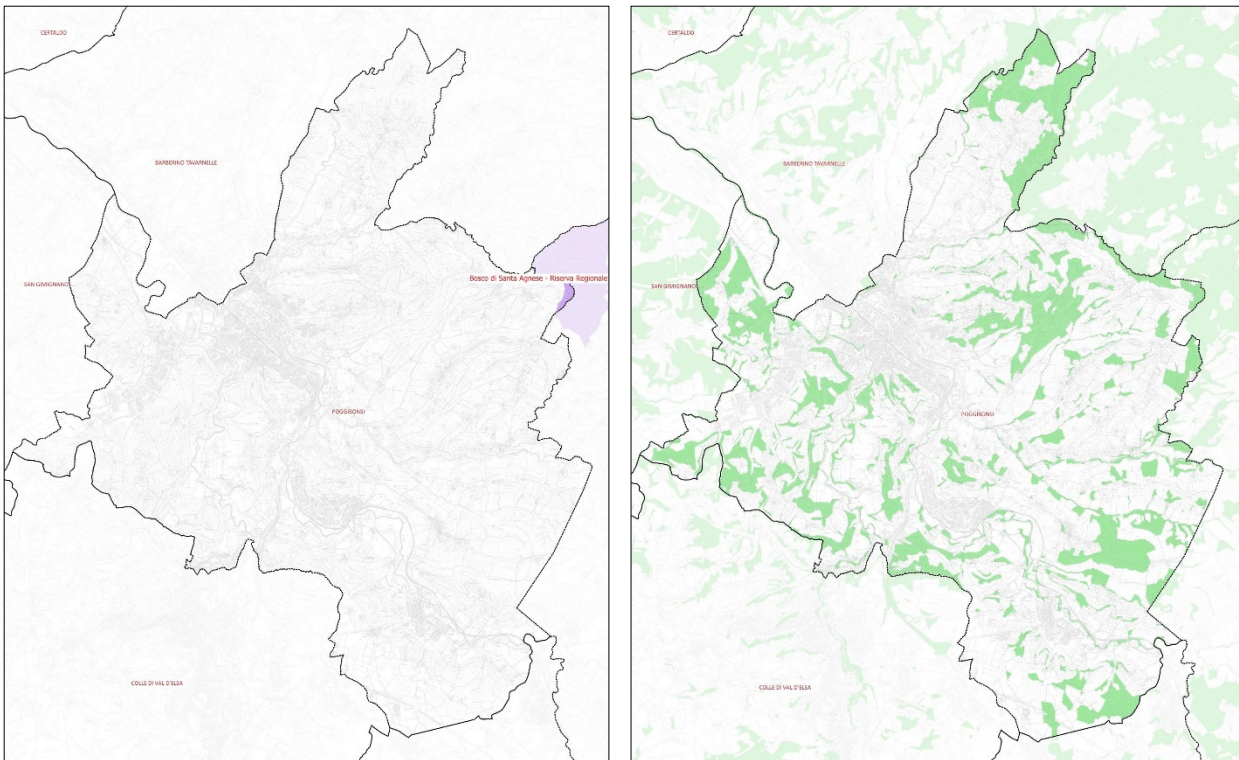 CERTALDO
BARBERINO TAVARNELLE
Bosco di Santa Agnese - Riserva Regionale
SAN GIMIGNANO
POGGIBONSI
COLLE DI VAL D'ELSA
CERTALDO
BARBERINO TAVARNELLE
SAN GIMIGNANO
POGGIBONSI
COLLE DI VAL D'ELSA